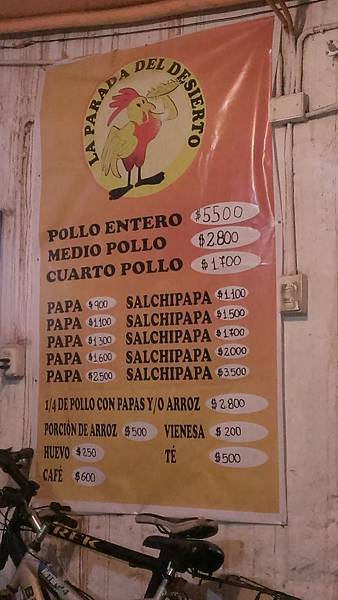 LA PARADA DEL DESIERTO
POLLO ENTERO $5500
MEDIO POLLO $2800
CUARTO POLLO $1700
PAPA $900 SALCHIPAPA $1100
PAPA $1100 SALCHIPAPA $1500
PAPA $1300 SALCHIPAPA $1700
PAPA $1600 SALCHIPAPA $2000
PAPA $2500 SALCHIPAPA $3500
1/4 DE POLLO CON PAPAS Y/O ARROZ $2800
PORCIÒN DE ARROZ $500 VIENESA $200
HUEVO $250 TÉ $500
CAFÉ $600
TREK